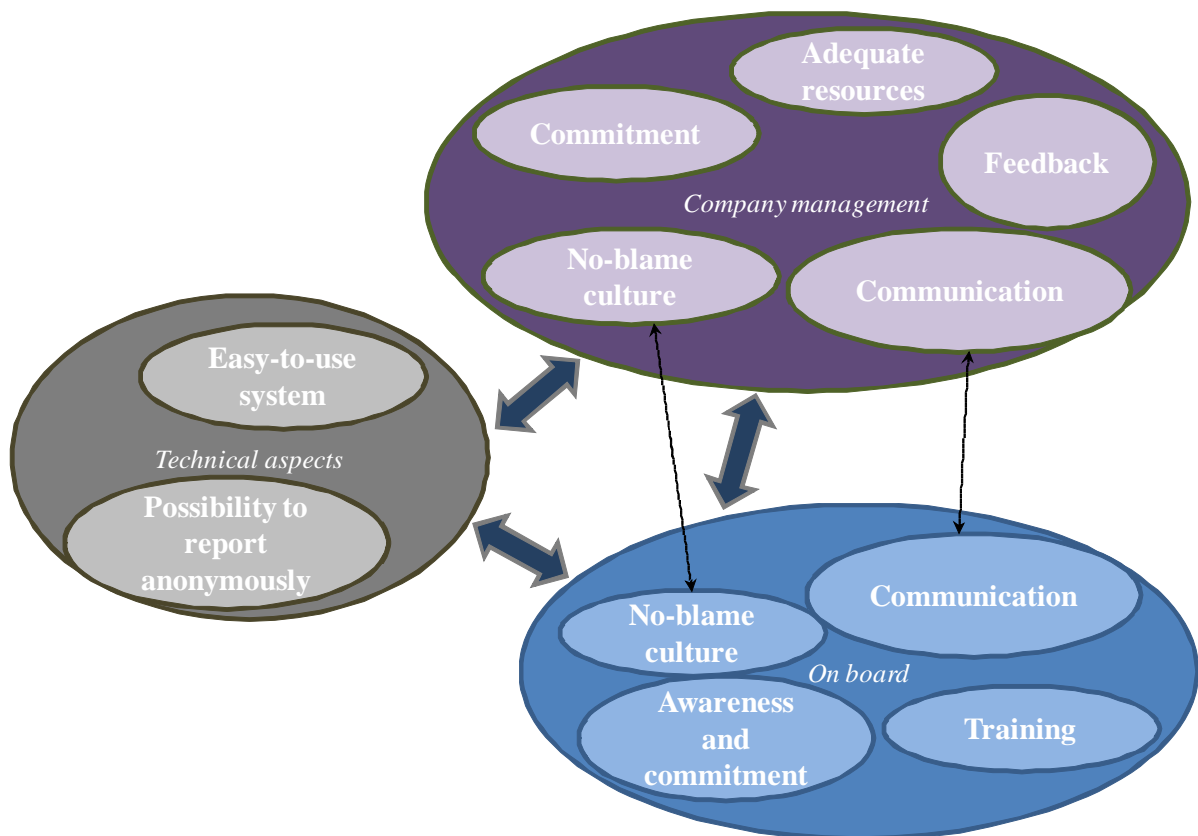 Adequate
resources
Commitment
Feedback
Company management
No-blame
culture
Communication
Easy-to-use
system
Technical aspects
Possibility to
report
anonymously
Communication
No-blame
culture
On board
Awareness
and
commitment
Training